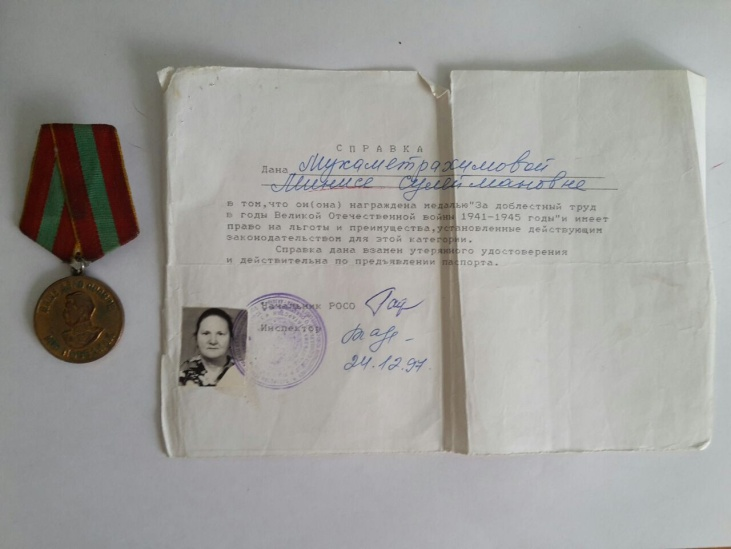 СПРАВКА
Дана Мукаметрахимовой
Минисе Сулеймановне
в том,что он(она) награждена медалью"За доблестный труд
в годы Великой Отечественной войны 1941-1945 годы"и имеет
право на льготы и преимущества,установленные действующим
законодательством для этой категории.
Справка дана взамен утерянного удостоверения
и действительна по предъявлении паспорта.
Начальник РОСО
Инспектор
24.12.97